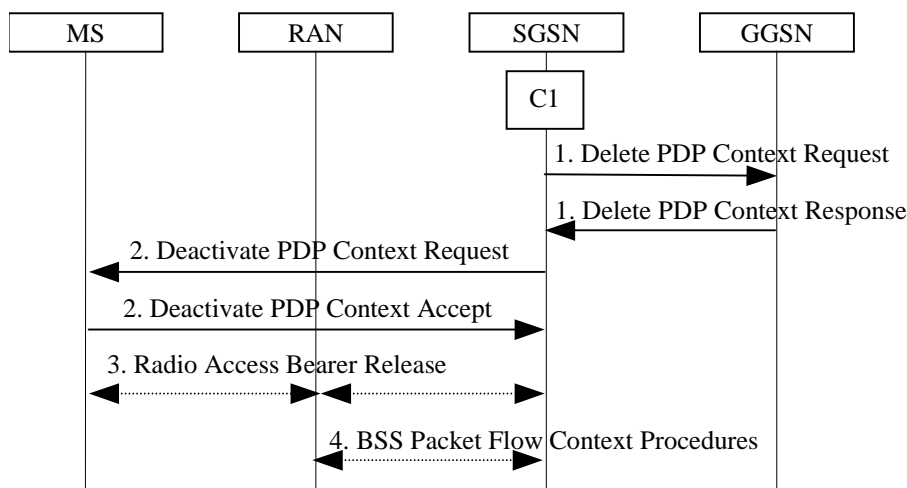 MS
RAN
SGSN
GGSN
C1
1. Delete PDP Context Request
1. Delete PDP Context Response
2. Deactivate PDP Context Request
2. Deactivate PDP Context Accept
3. Radio Access Bearer Release
4. BSS Packet Flow Context Procedures